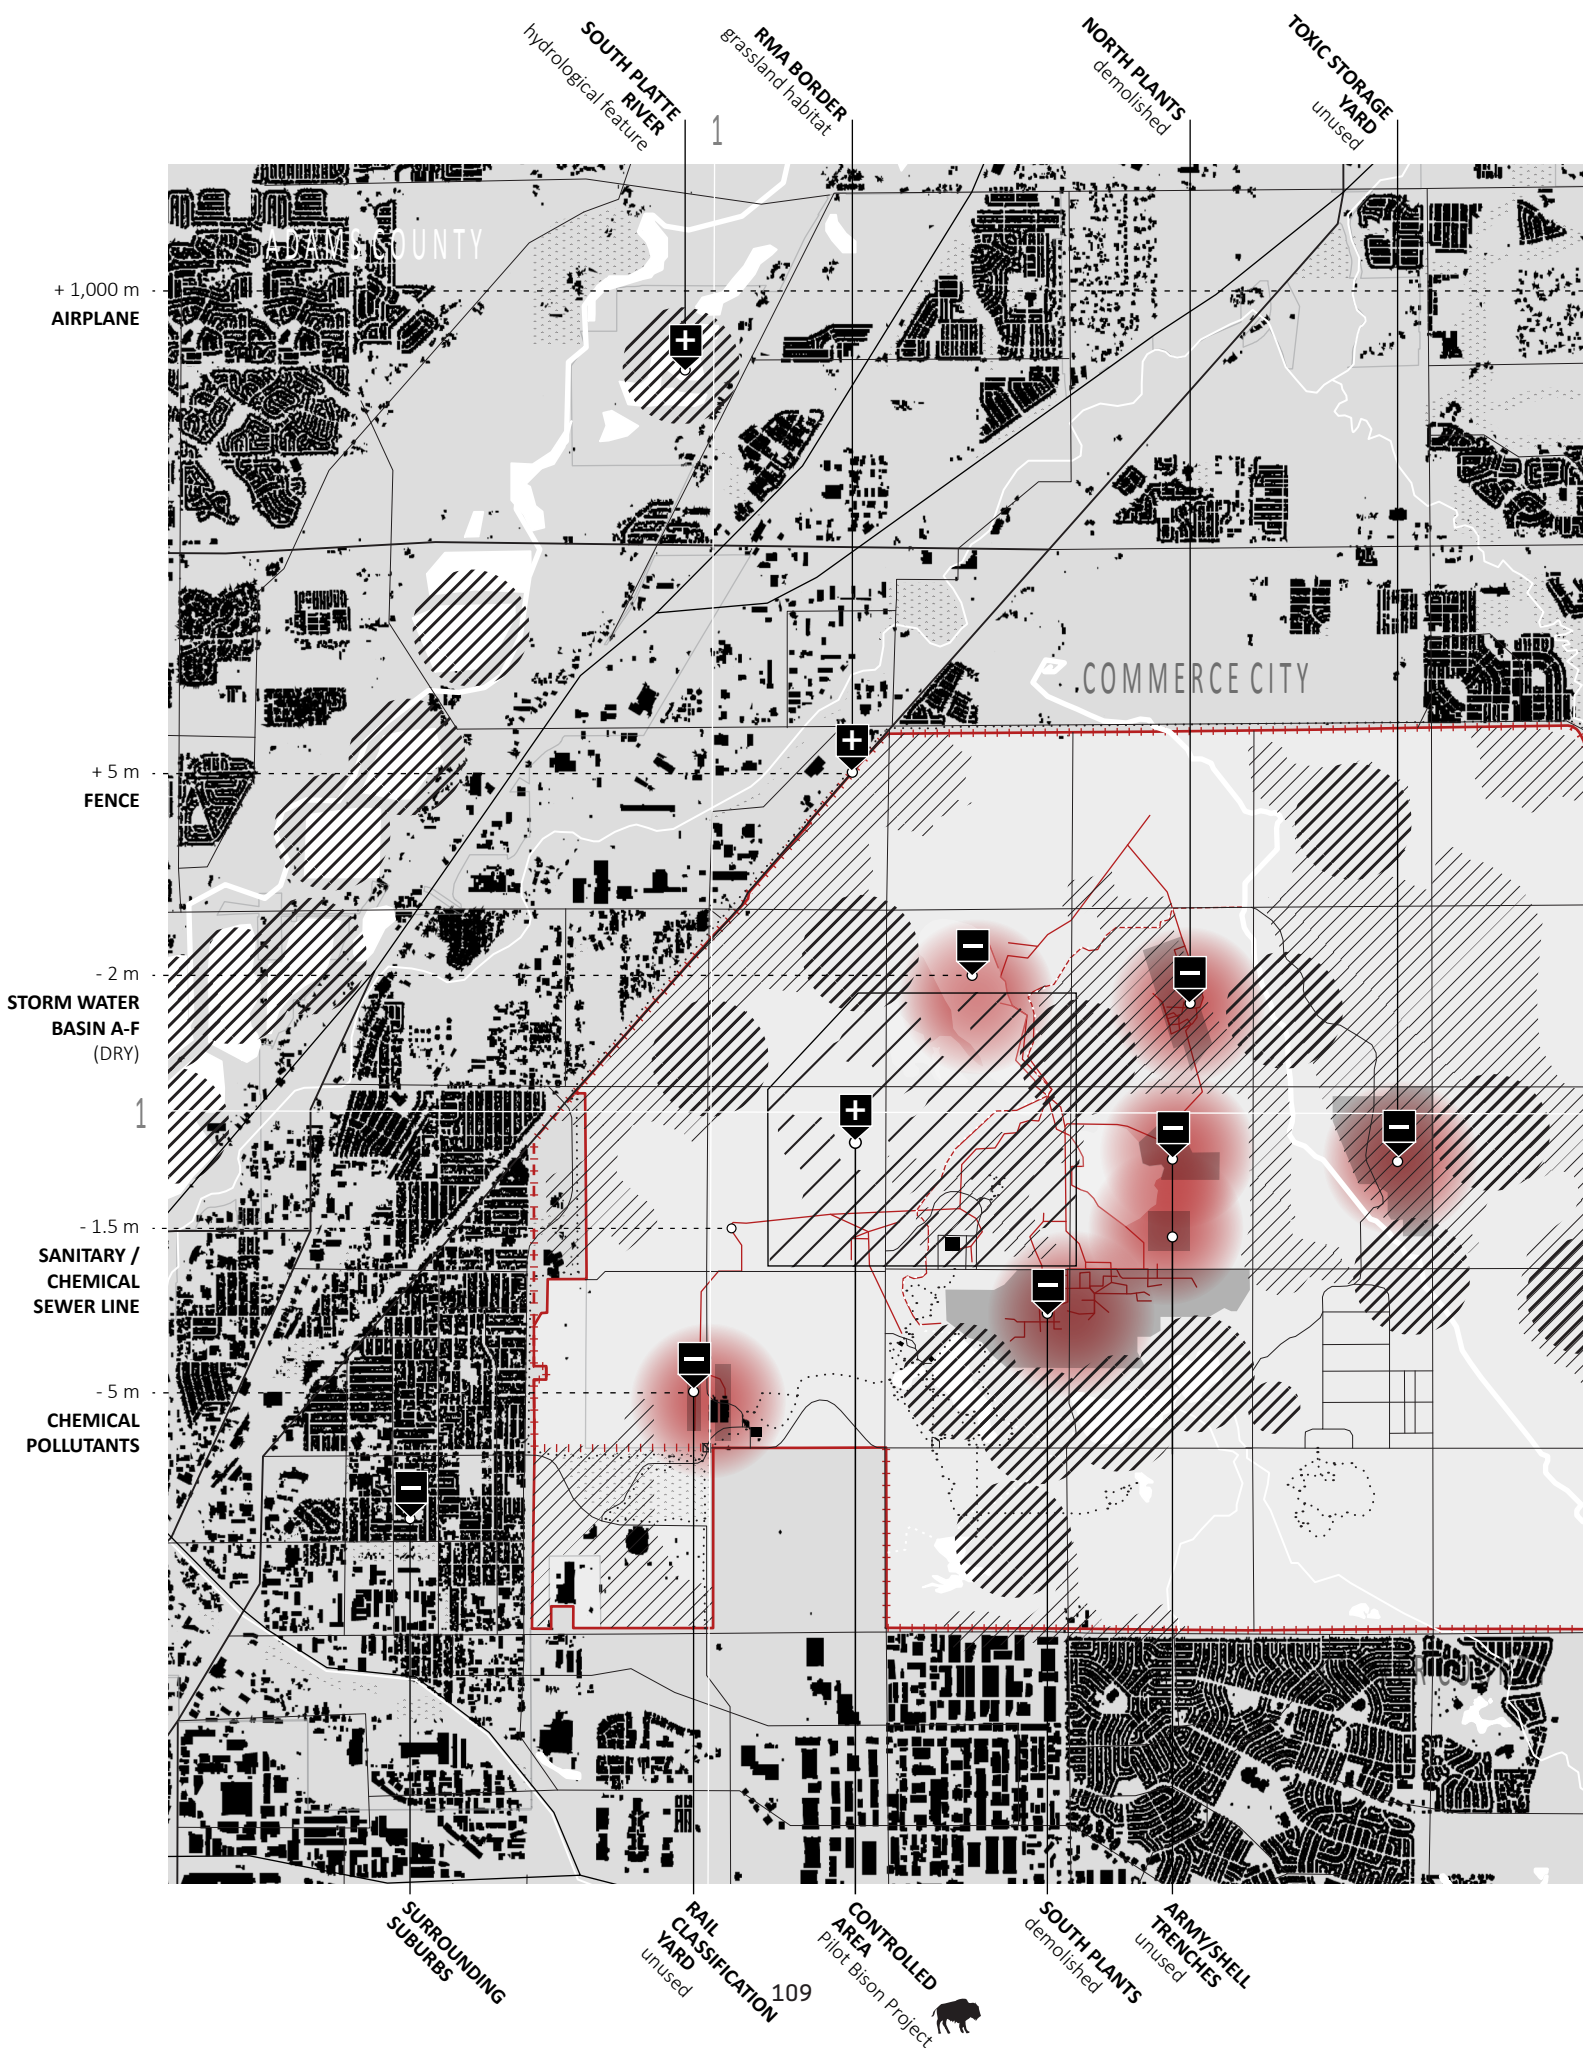 SOUTH PLATTE
RIVER
hydrological feature
RMA BORDER
grassland habitat
NORTH PLANTS
demolished
TOXIC STORAGE
YARD
unused
1
ADAMS COUNTY
+ 1,000 m
AIRPLANE
COMMERCE CITY
+ 5 m
FENCE
- 2 m
STORM WATER
BASIN A-F
(DRY)
1
- 1.5 m
SANITARY /
CHEMICAL
SEWER LINE
- 5 m
CHEMICAL
POLLUTANTS
SURROUNDING
SUBURBS
RAIL
CLASSIFICATION
YARD
unused
CONTROLLED
AREA
Pilot Bison Project
SOUTH PLANTS
demolished
ARMY/SHELL
TRENCHES
unused
109